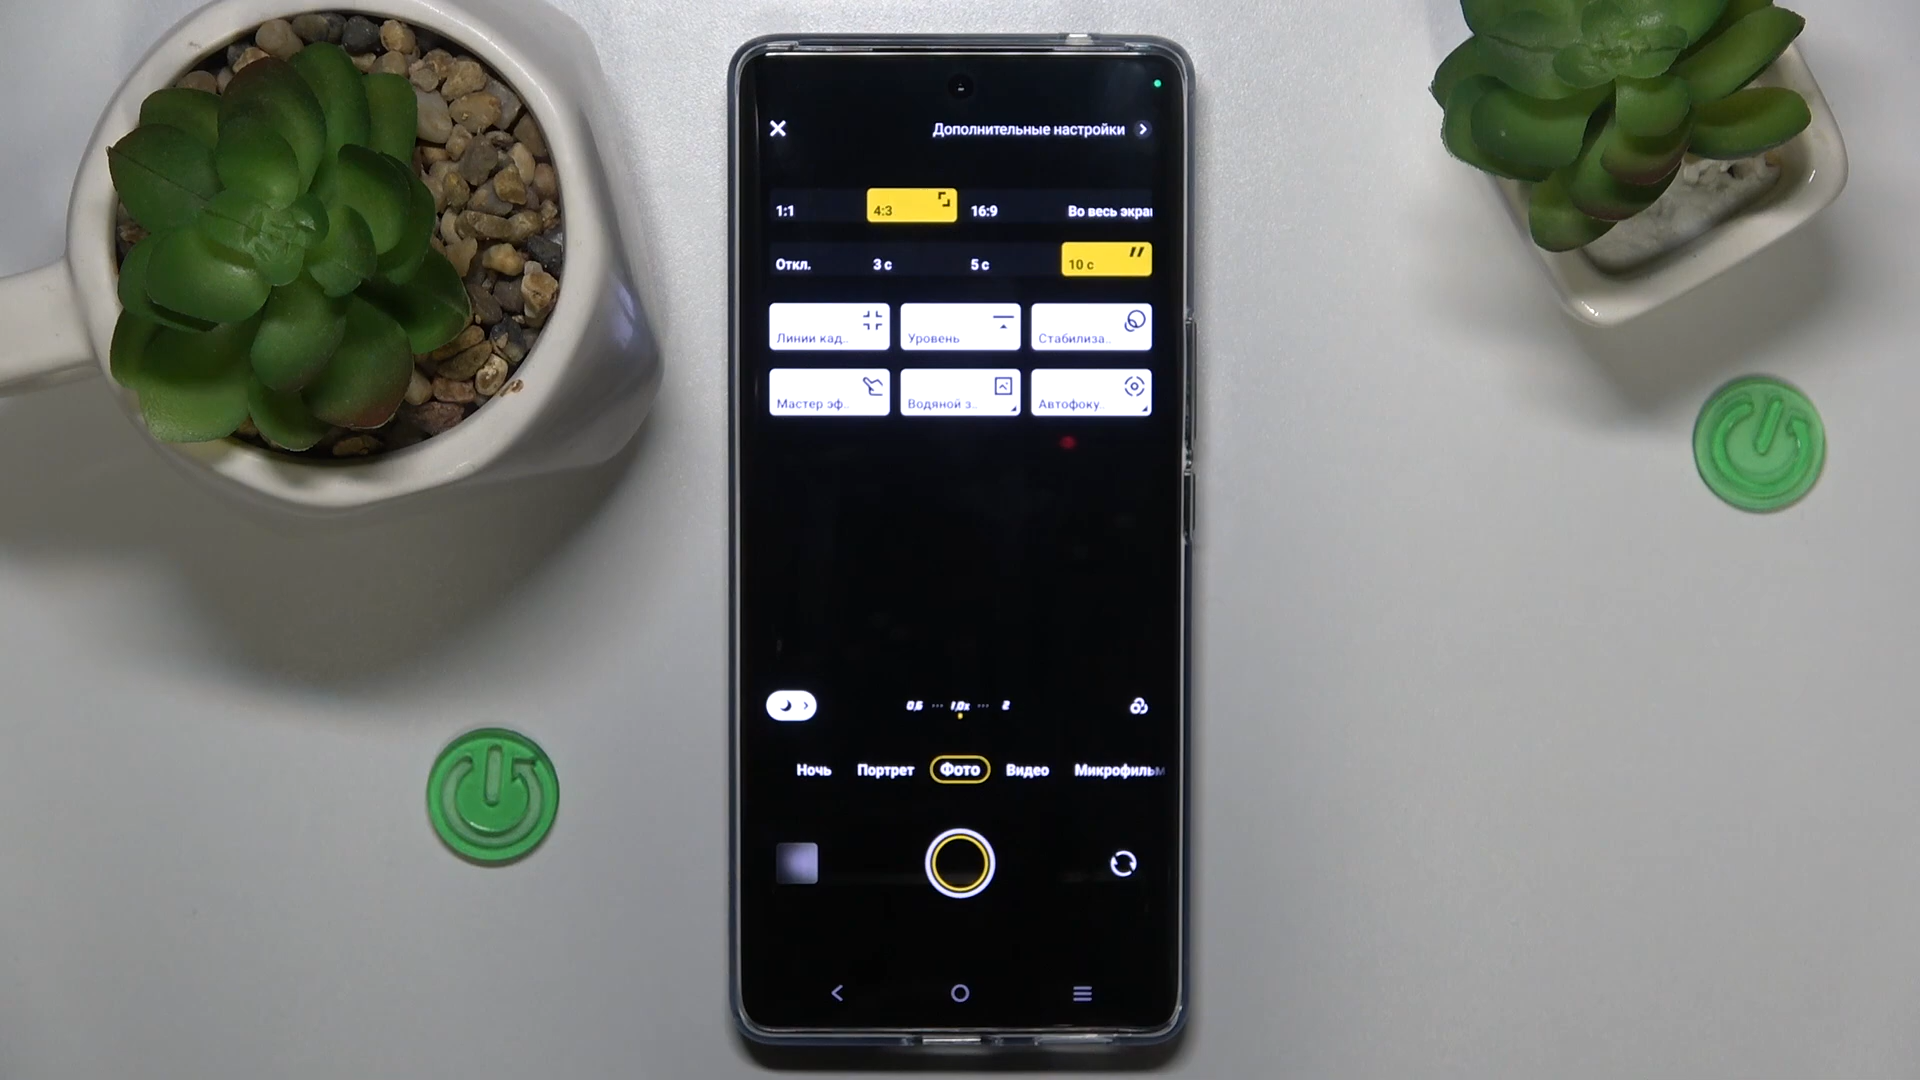 Дополнительные настройки
1:1 4:3 16:9 Во весь экра
Откл. 3 с 5 с 10 с
Линии кад.. Уровень Стабилиза..
Мастер эф.. Водяной з.. Автофоку..
0,6 1,0x 2
Ночь Портрет Фото Видео Микрофильм